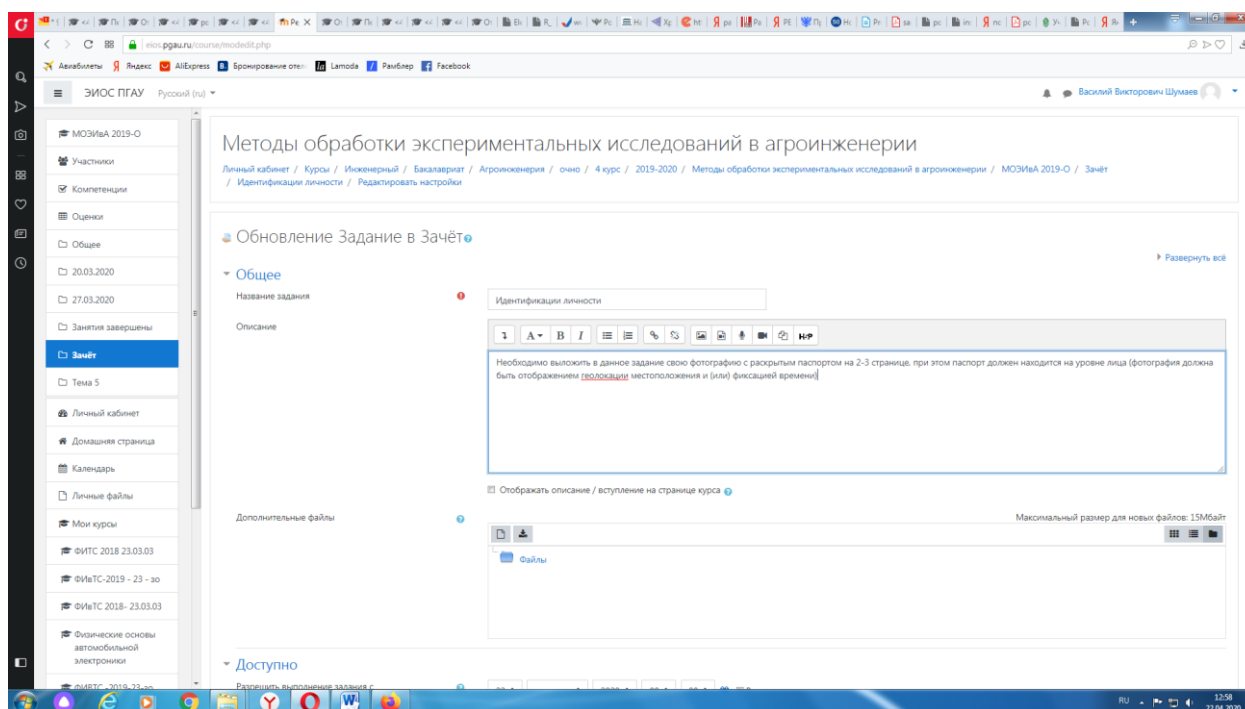 eios.pgau.ru/course/modedit.php
Авиабилеты Яндекс AliExpress Бронирование отел Lamoda Рамблер Facebook
ЭИОС ПГАУ Русский (ru) Василий Викторович Шумаев
МОЭИвА 2019-О
Участники
Компетенции
Оценки
Общее
20.03.2020
27.03.2020
Занятия завершены
Зачёт
Тема 5
Личный кабинет
Домашняя страница
Календарь
Личные файлы
Мои курсы
ФИТС 2018 23.03.03
ФИвТС-2019 - 23 - зо
ФИвТС 2018- 23.03.03
Физические основы
автомобильной
электроники
Методы обработки экспериментальных исследований в агроинженерии
Личный кабинет / Курсы / Инженерный / Бакалавриат / Агроинженерия / очно / 4 курс / 2019-2020 / Методы обработки экспериментальных исследований в агроинженерии / МОЭИвА 2019-О / Зачёт
/ Идентификации личности / Редактировать настройки
Обновление Задание в Зачёт
Развернуть всё
Общее
Название задания
Идентификации личности
Описание
Необходимо выложить в данное задание свою фотографию с раскрытым паспортом на 2-3 странице, при этом паспорт должен находится на уровне лица (фотография должна
быть отображением геолокации местоположения и (или) фиксацией времени)
Отображать описание / вступление на странице курса
Дополнительные файлы
Максимальный размер для новых файлов: 15Мбайт
Файлы
Доступно
Разрешить выполнение задания с
RU
12:58
22.04.2020